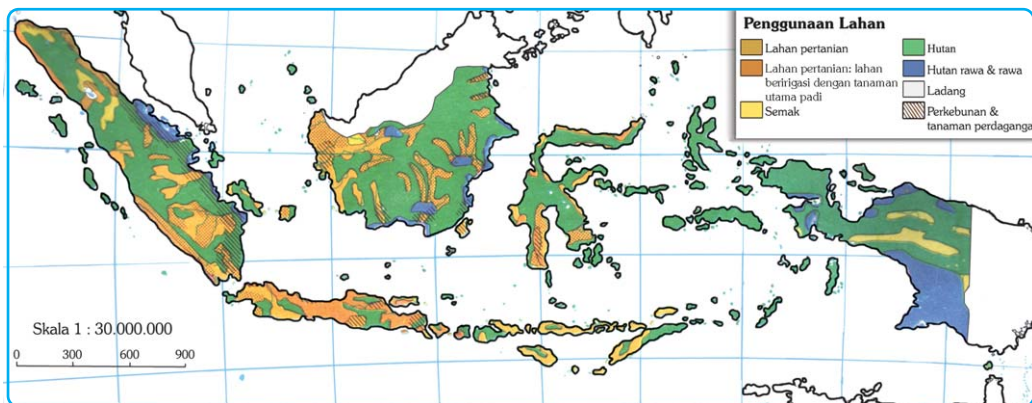 Penggunaan Lahan
Lahan pertanian
Lahan pertanian: lahan
beririgasi dengan tanaman
utama padi
Semak
Hutan
Hutan rawa & rawa
Ladang
Perkebunan &
tanaman perdaganga
Skala 1 : 30.000.000
0 300 600 900